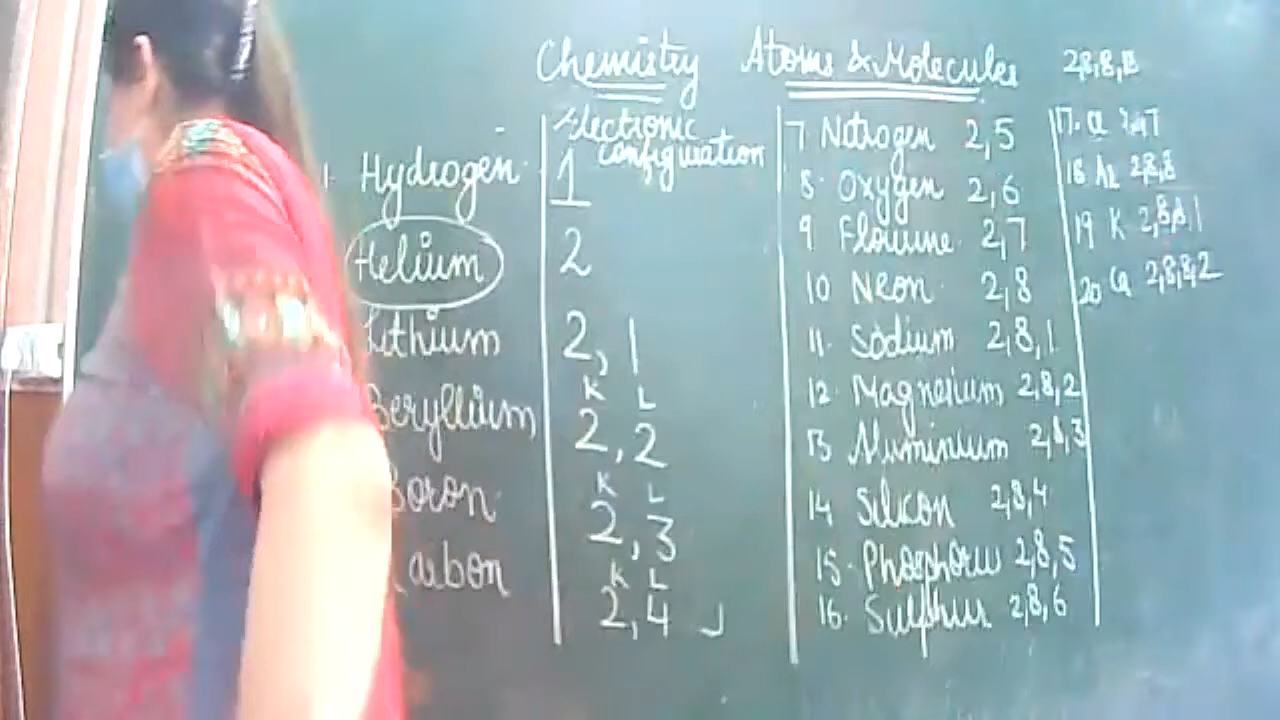 Chemistry Atoms & Molecules 2,8,8,8
Electronic
configuration
1. Hydrogen 1
Helium 2
Lithium 2, 1
K L
Beryllium 2, 2
K L
Boron 2, 3
K L
Carbon 2, 4
7 Nitrogen 2,5
8. Oxygen 2,6
9 Flouine 2,7
10 Neon 2,8
11. Sodium 2,8,1
12 Magnesium 2,8,2
13 Aluminium 2,8,3
14 Silicon 2,8,4
15. Phosphorus 2,8,5
16. Sulphur 2,8,6
17. Cl
18 Ar 2,8,8
19 K 2,8,8,1
20 Ca 2,8,8,2